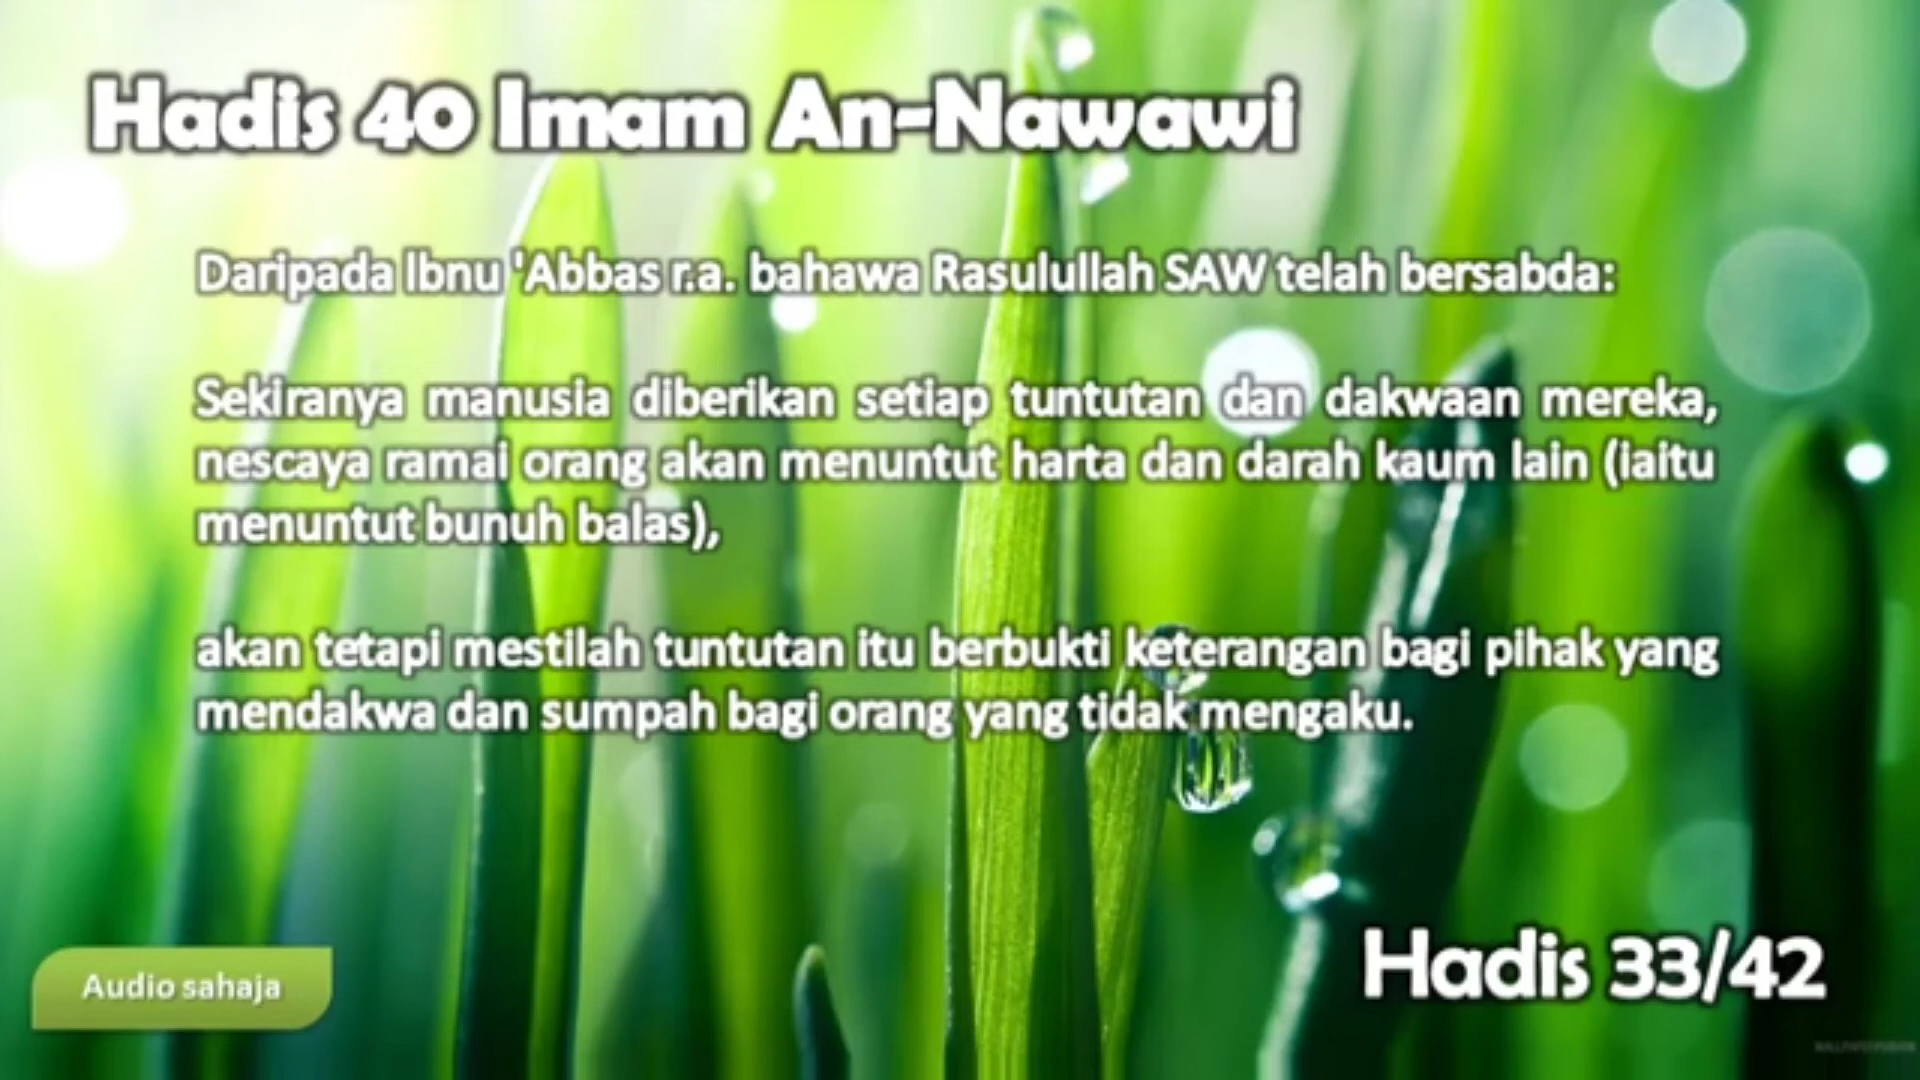 Hadis 40 Imam An-Nawawi
Daripada Ibnu 'Abbas r.a. bahawa Rasulullah SAW telah bersabda:
Sekiranya manusia diberikan setiap tuntutan dan dakwaan mereka,
nescaya ramai orang akan menuntut harta dan darah kaum lain (iaitu
menuntut bunuh balas),
akan tetapi mestilah tuntutan itu berbukti keterangan bagi pihak yang
mendakwa dan sumpah bagi orang yang tidak mengaku.
Audio sahaja
Hadis 33/42